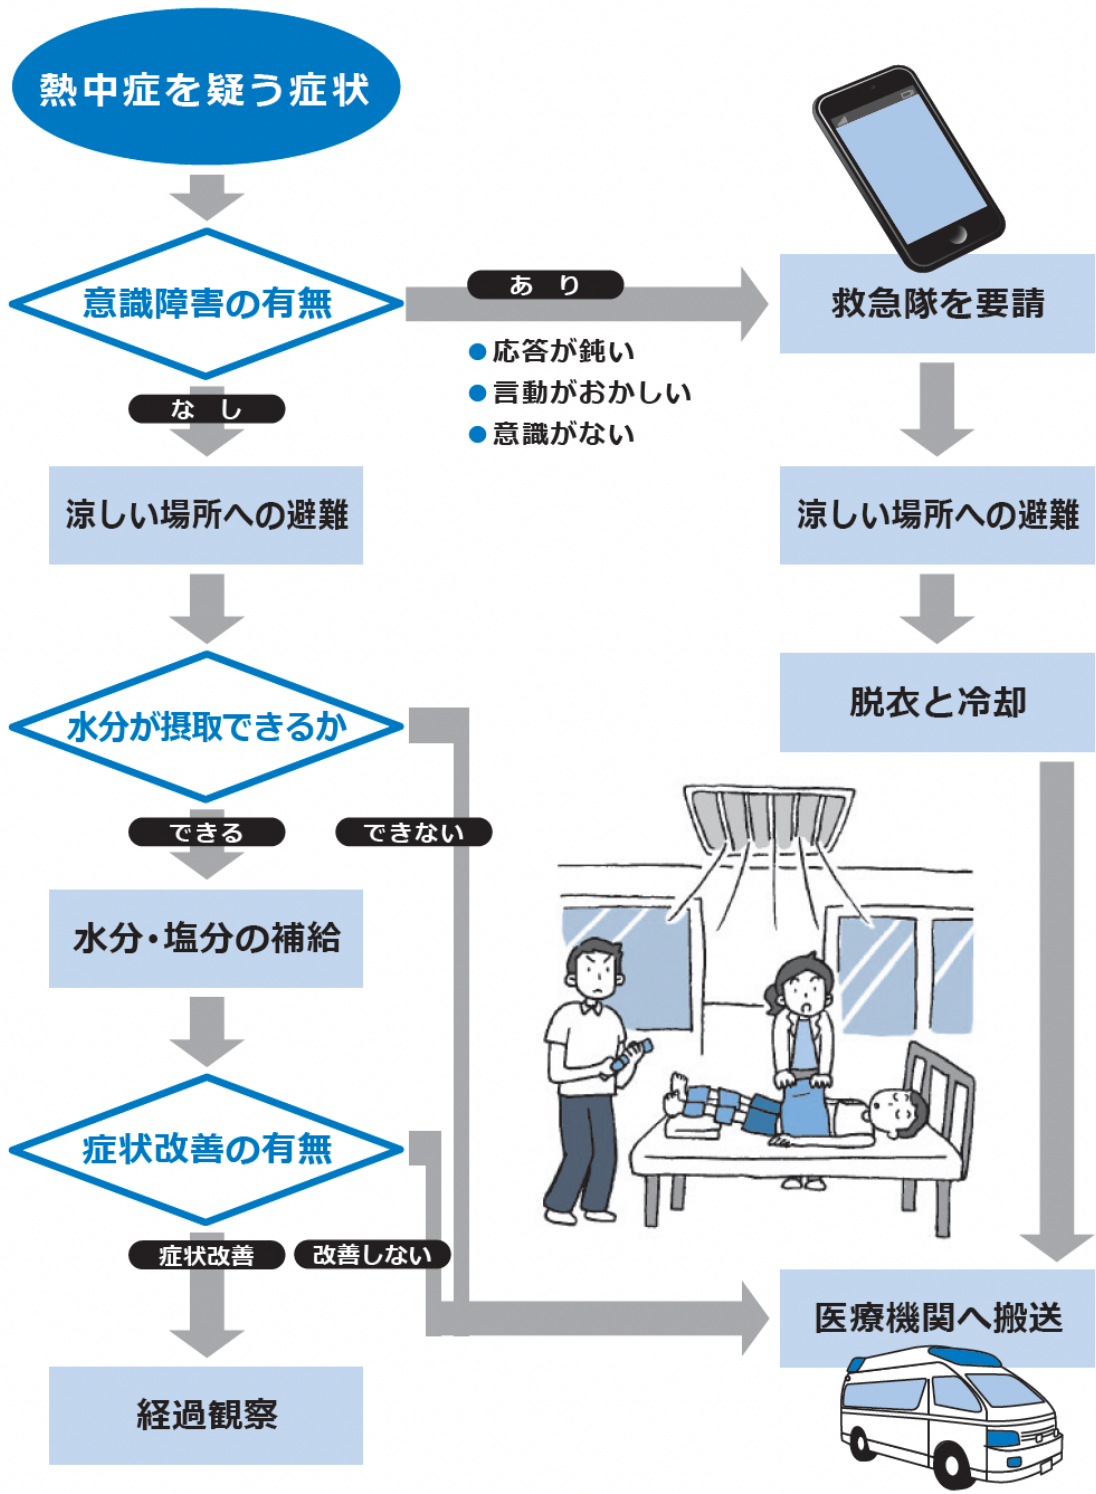 熱中症を疑う症状
意識障害の有無
あり
応答が鈍い
言動がおかしい
意識がない
救急隊を要請
なし
涼しい場所への避難
涼しい場所への避難
脱衣と冷却
水分が摂取できるか
できる
できない
水分・塩分の補給
症状改善の有無
症状改善
改善しない
医療機関へ搬送
経過観察